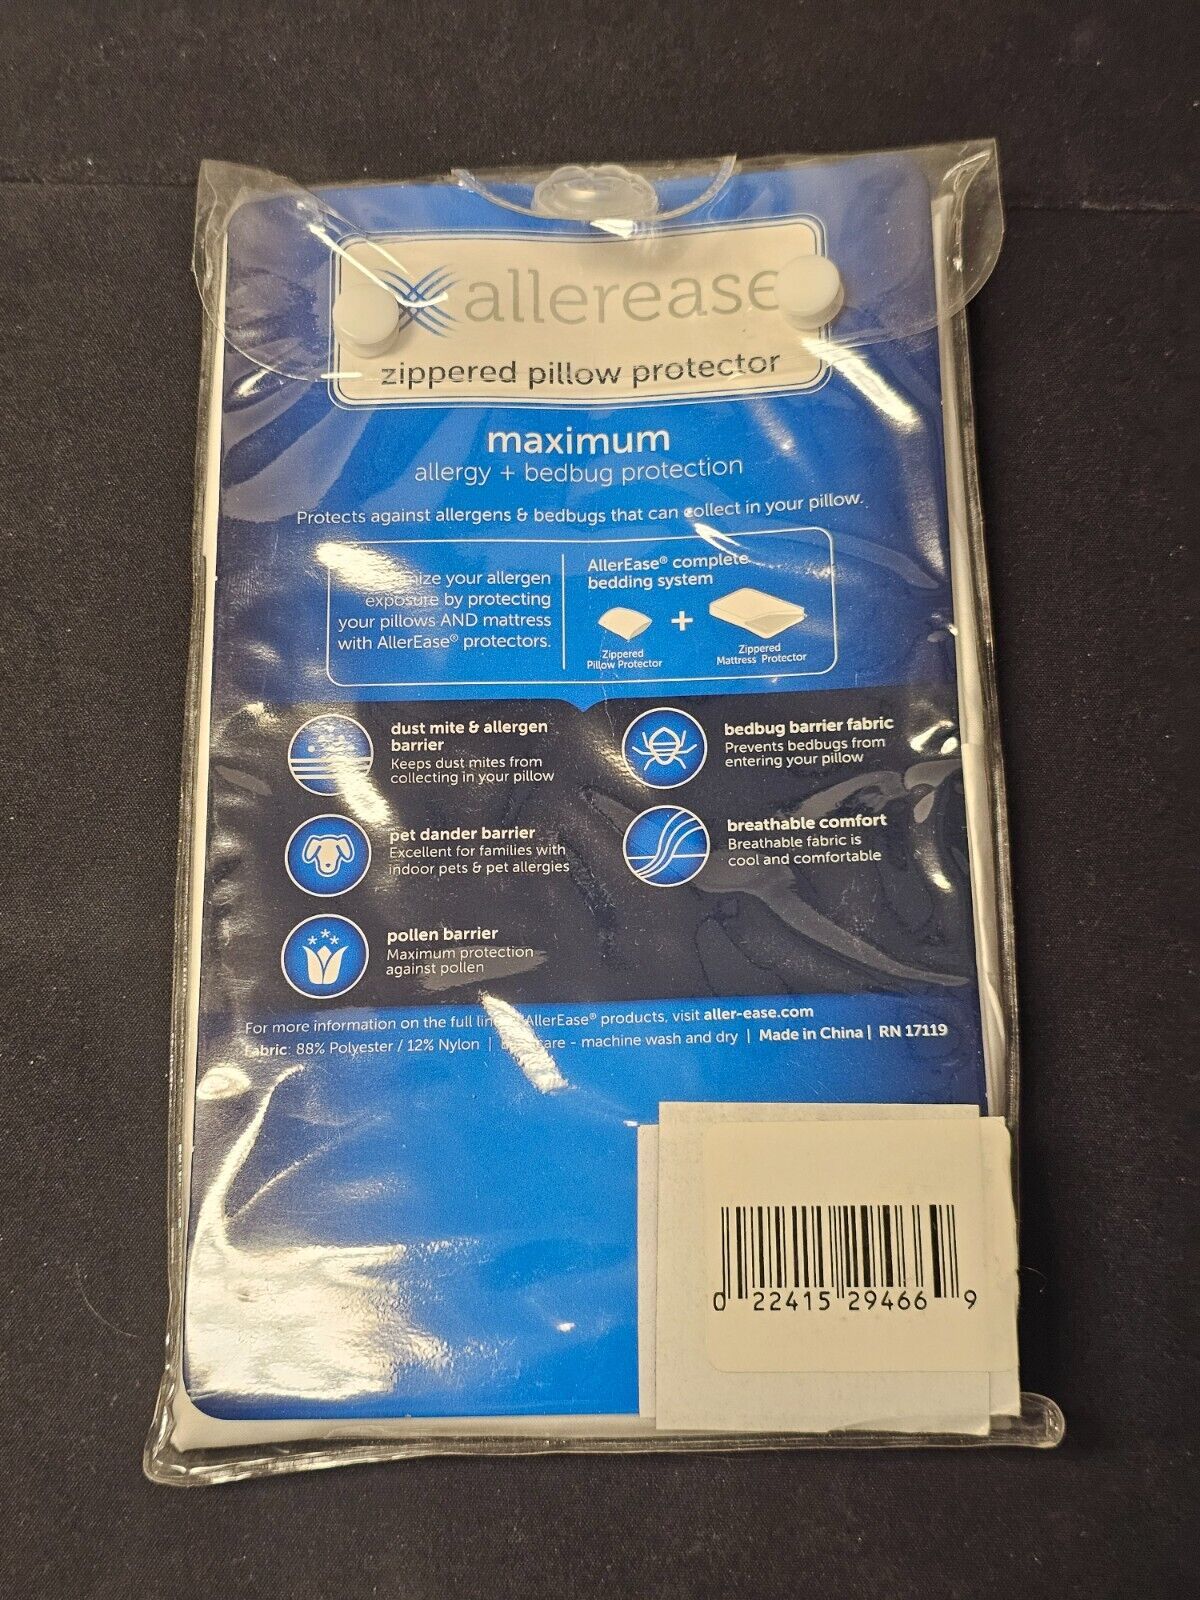 allerease
zippered pillow protector
maximum
allergy + bedbug protection
Protects against allergens & bedbugs that can collect in your pillow.
your allergen
exposure by protecting
your pillows AND mattress
with AllerEase® protectors.
AllerEase® complete
bedding system
+
Zippered
Pillow Protector
Zippered
Mattress Protector
dust mite & allergen
barrier
Keeps dust mites from
collecting in your pillow
pet dander barrier
Excellent for families with
indoor pets & pet allergies
pollen barrier
Maximum protection
against pollen
bedbug barrier fabric
Prevents bedbugs from
entering your pillow
breathable comfort
Breathable fabric is
cool and comfortable
For more information on the full line AllerEase® products, visit aller-ease.com
Fabric: 88% Polyester / 12% Nylon | care - machine wash and dry | Made in China | RN 17119
0 22415 29466 9